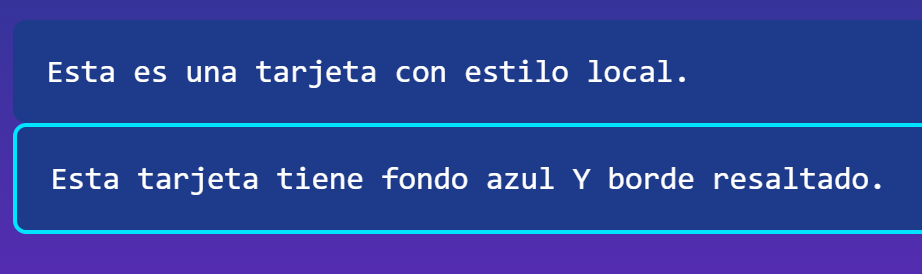 Esta es una tarjeta con estilo local.
Esta tarjeta tiene fondo azul Y borde resaltado.